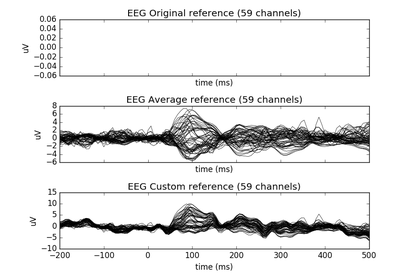 EEG Original reference (59 channels)
0.06
0.04
0.02
0.00
−0.02
−0.04
−0.06
uV
time (ms)
EEG Average reference (59 channels)
8
6
4
2
0
−2
−4
−6
uV
time (ms)
EEG Custom reference (59 channels)
15
10
5
0
−5
−10
uV
−200 −100 0 100 200 300 400 500
time (ms)